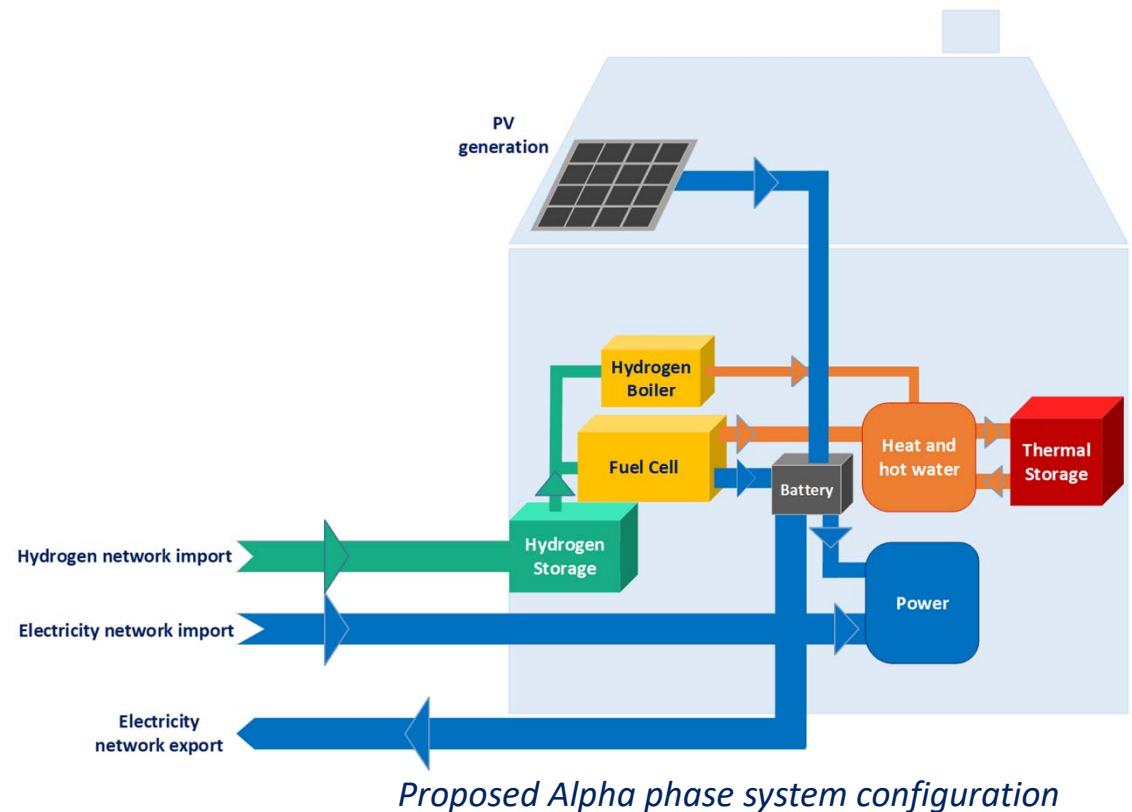 PV
generation
Hydrogen
Boiler
Fuel Cell
Battery
Heat and
hot water
Thermal
Storage
Hydrogen
Storage
Hydrogen network import
Power
Electricity network import
Electricity
network export
Proposed Alpha phase system configuration